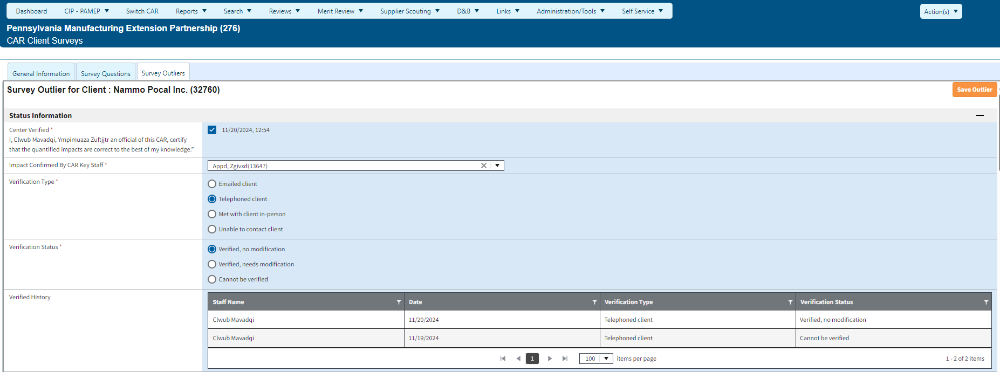 Dashboard CIP - PAMEP Switch CAR Reports Search Reviews Merit Review Supplier Scouting D&B Links Administration/Tools Self Service Action(s)
Pennsylvania Manufacturing Extension Partnership (276)
CAR Client Surveys
General Information Survey Questions Survey Outliers
Survey Outlier for Client : Nammo Pocal Inc. (32760) Save Outlier
Status Information
Center Verified * 11/20/2024, 12:54
I, Clwub Mavadqi, Ympimuaza Zuftjjtr an official of this CAR, certify
that the quantified impacts are correct to the best of my knowledge.”
Impact Confirmed By CAR Key Staff * Appd, Zgivxd(13647)
Verification Type *
Emailed client
Telephoned client
Met with client in-person
Unable to contact client
Verification Status *
Verified, no modification
Verified, needs modification
Cannot be verified
Verified History
Staff Name Date Verification Type Verification Status
Clwub Mavadqi 11/20/2024 Telephoned client Verified, no modification
Clwub Mavadqi 11/19/2024 Telephoned client Cannot be verified
1 100 items per page 1 - 2 of 2 items